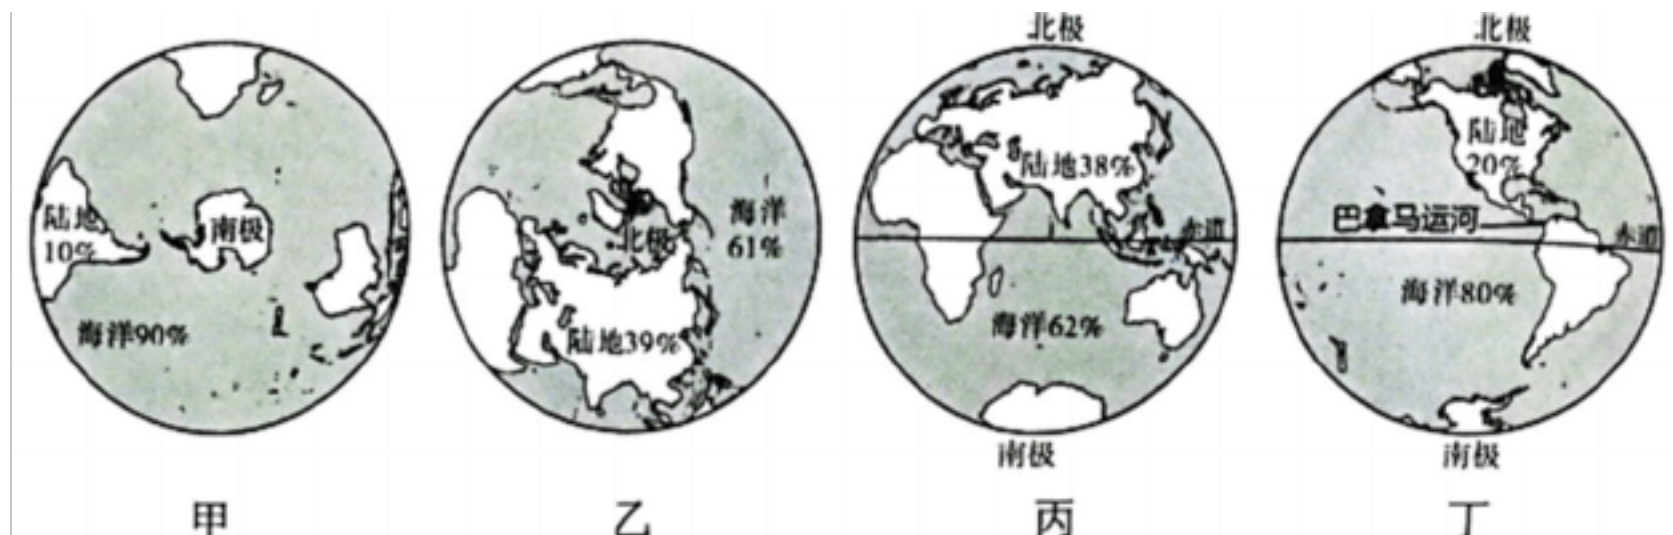 陆地
10%
南极
海洋90%
甲
海洋
61%
北极
陆地39%
乙
北极
陆地38%
赤道
海洋62%
南极
丙
北极
陆地
20%
巴拿马运河
赤道
海洋80%
南极
丁